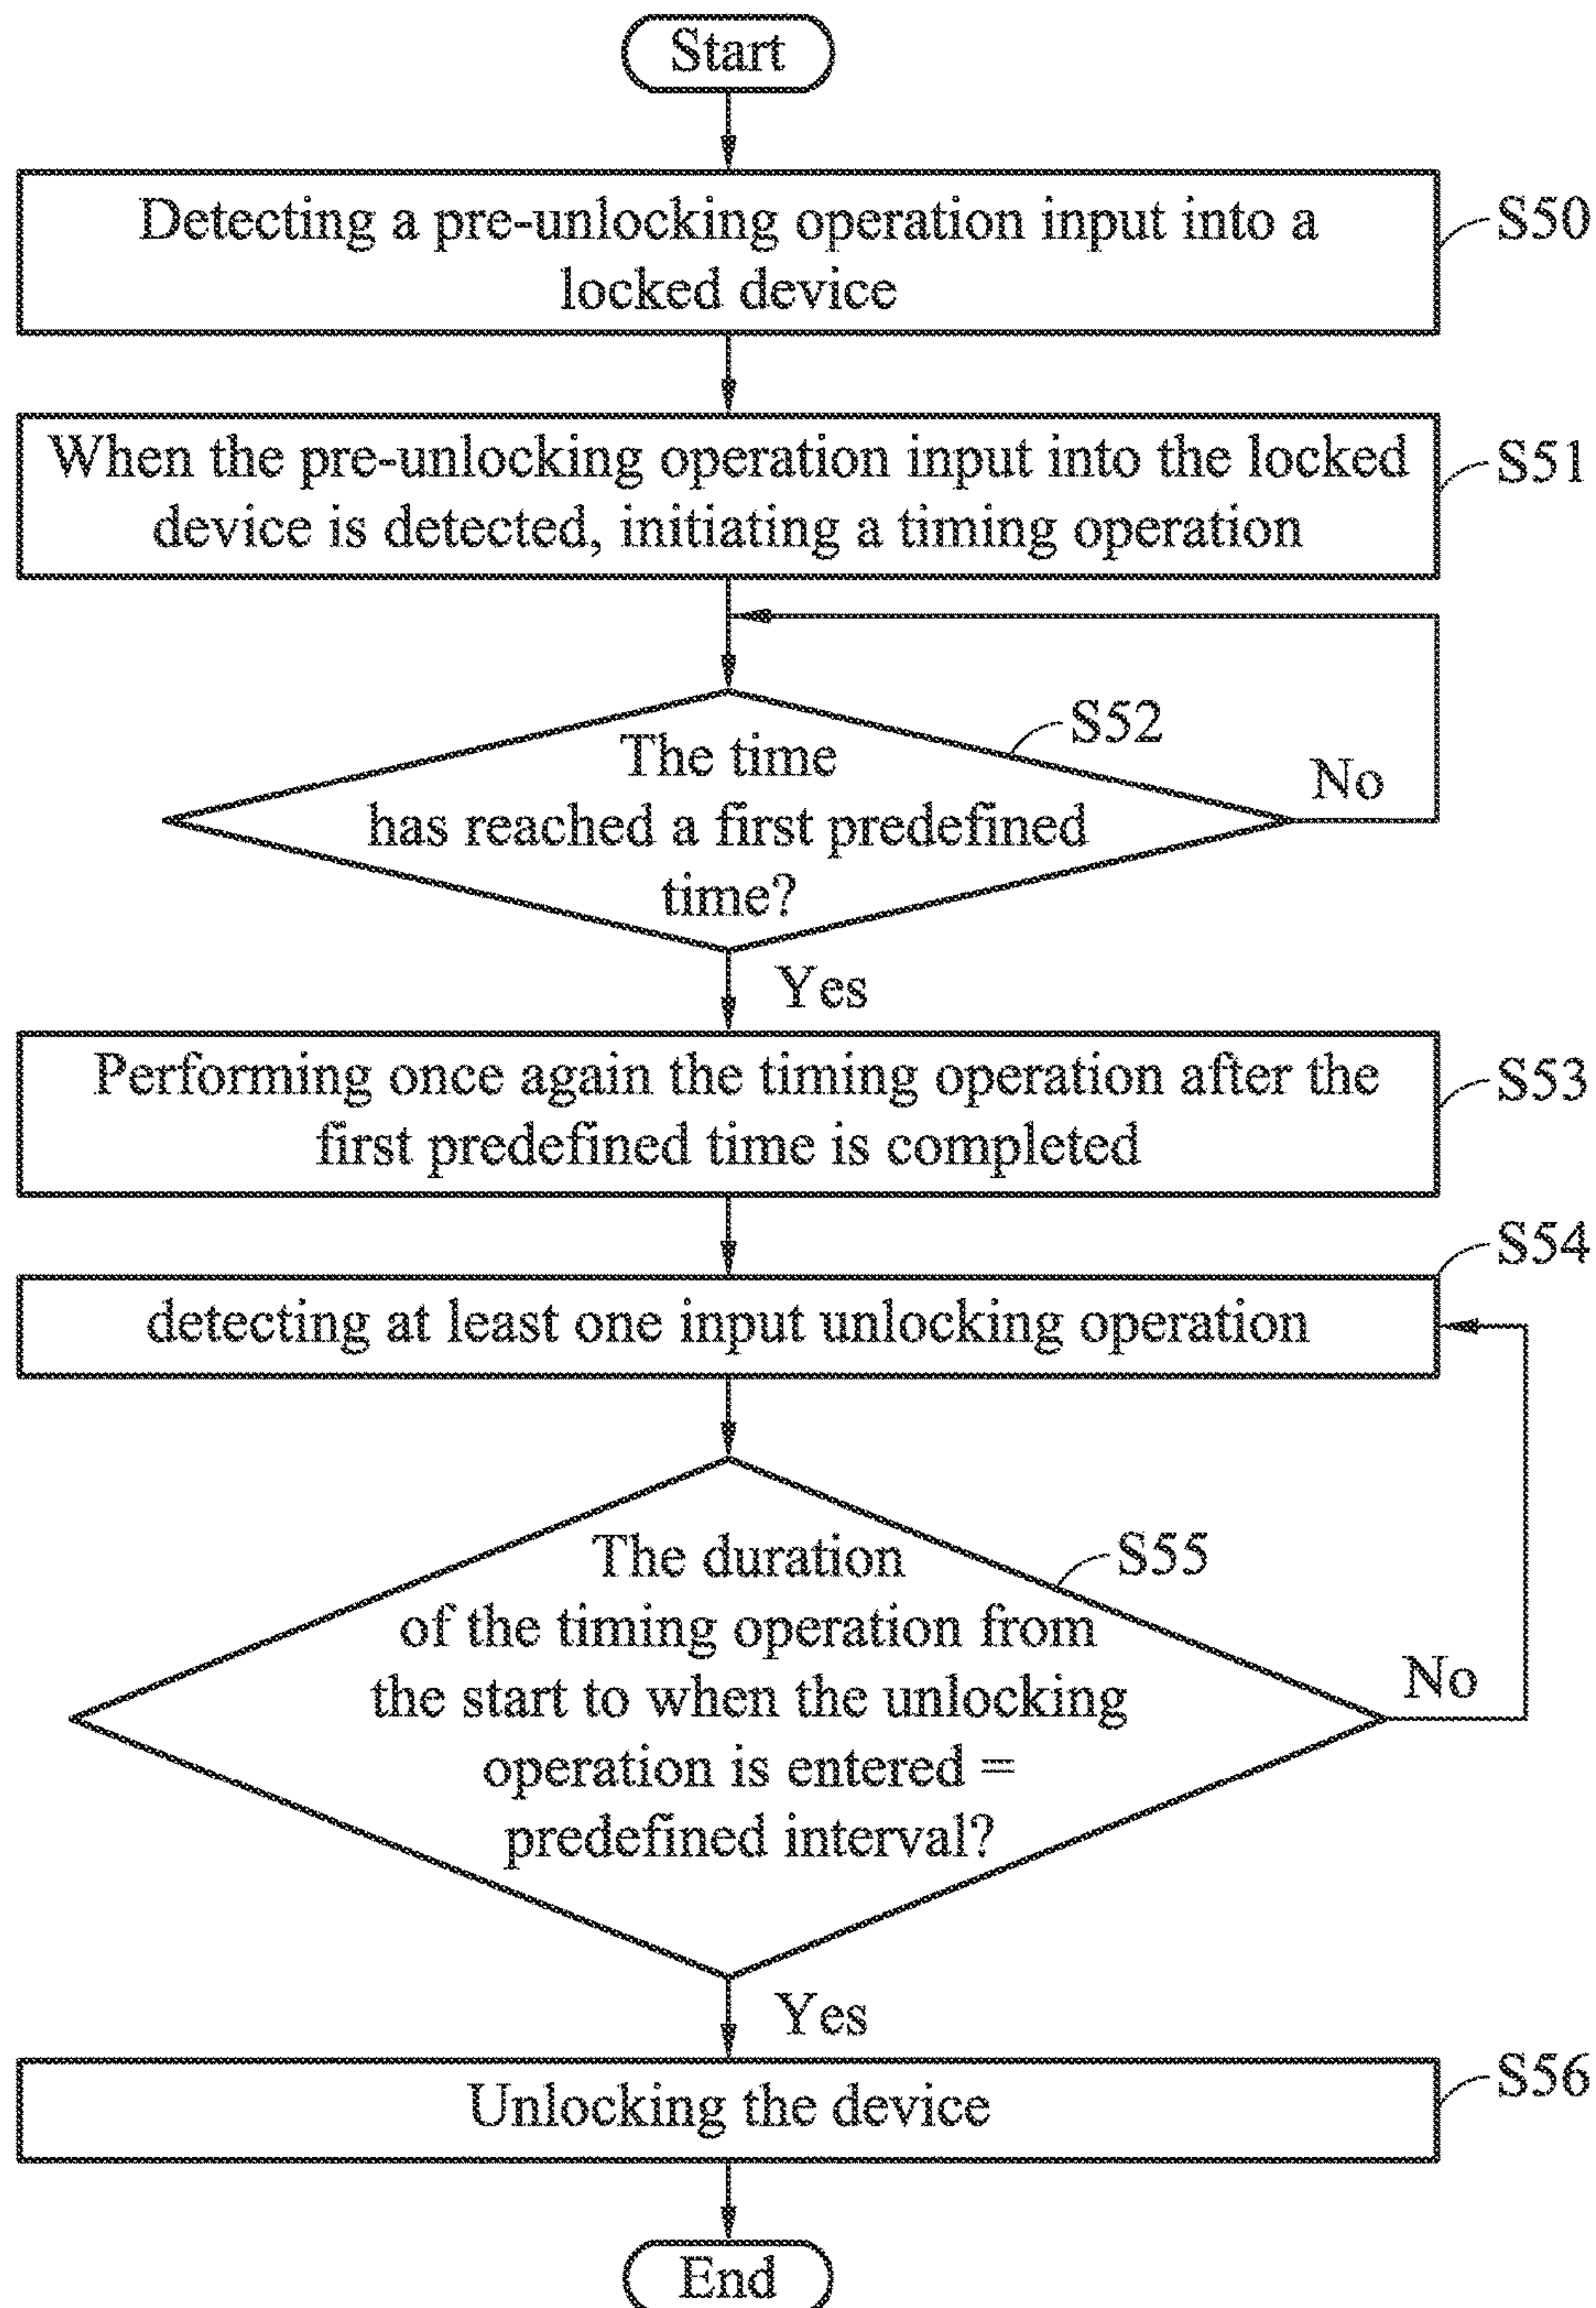 Start
Detecting a pre-unlocking operation input into a
locked device
S50
When the pre-unlocking operation input into the locked
device is detected, initiating a timing operation
S51
S52
The time
has reached a first predefined
time?
No
Yes
Performing once again the timing operation after the
first predefined time is completed
S53
S54
detecting at least one input unlocking operation
The duration
S55
of the timing operation from
the start to when the unlocking
operation is entered =
predefined interval?
No
Yes
Unlocking the device
S56
End